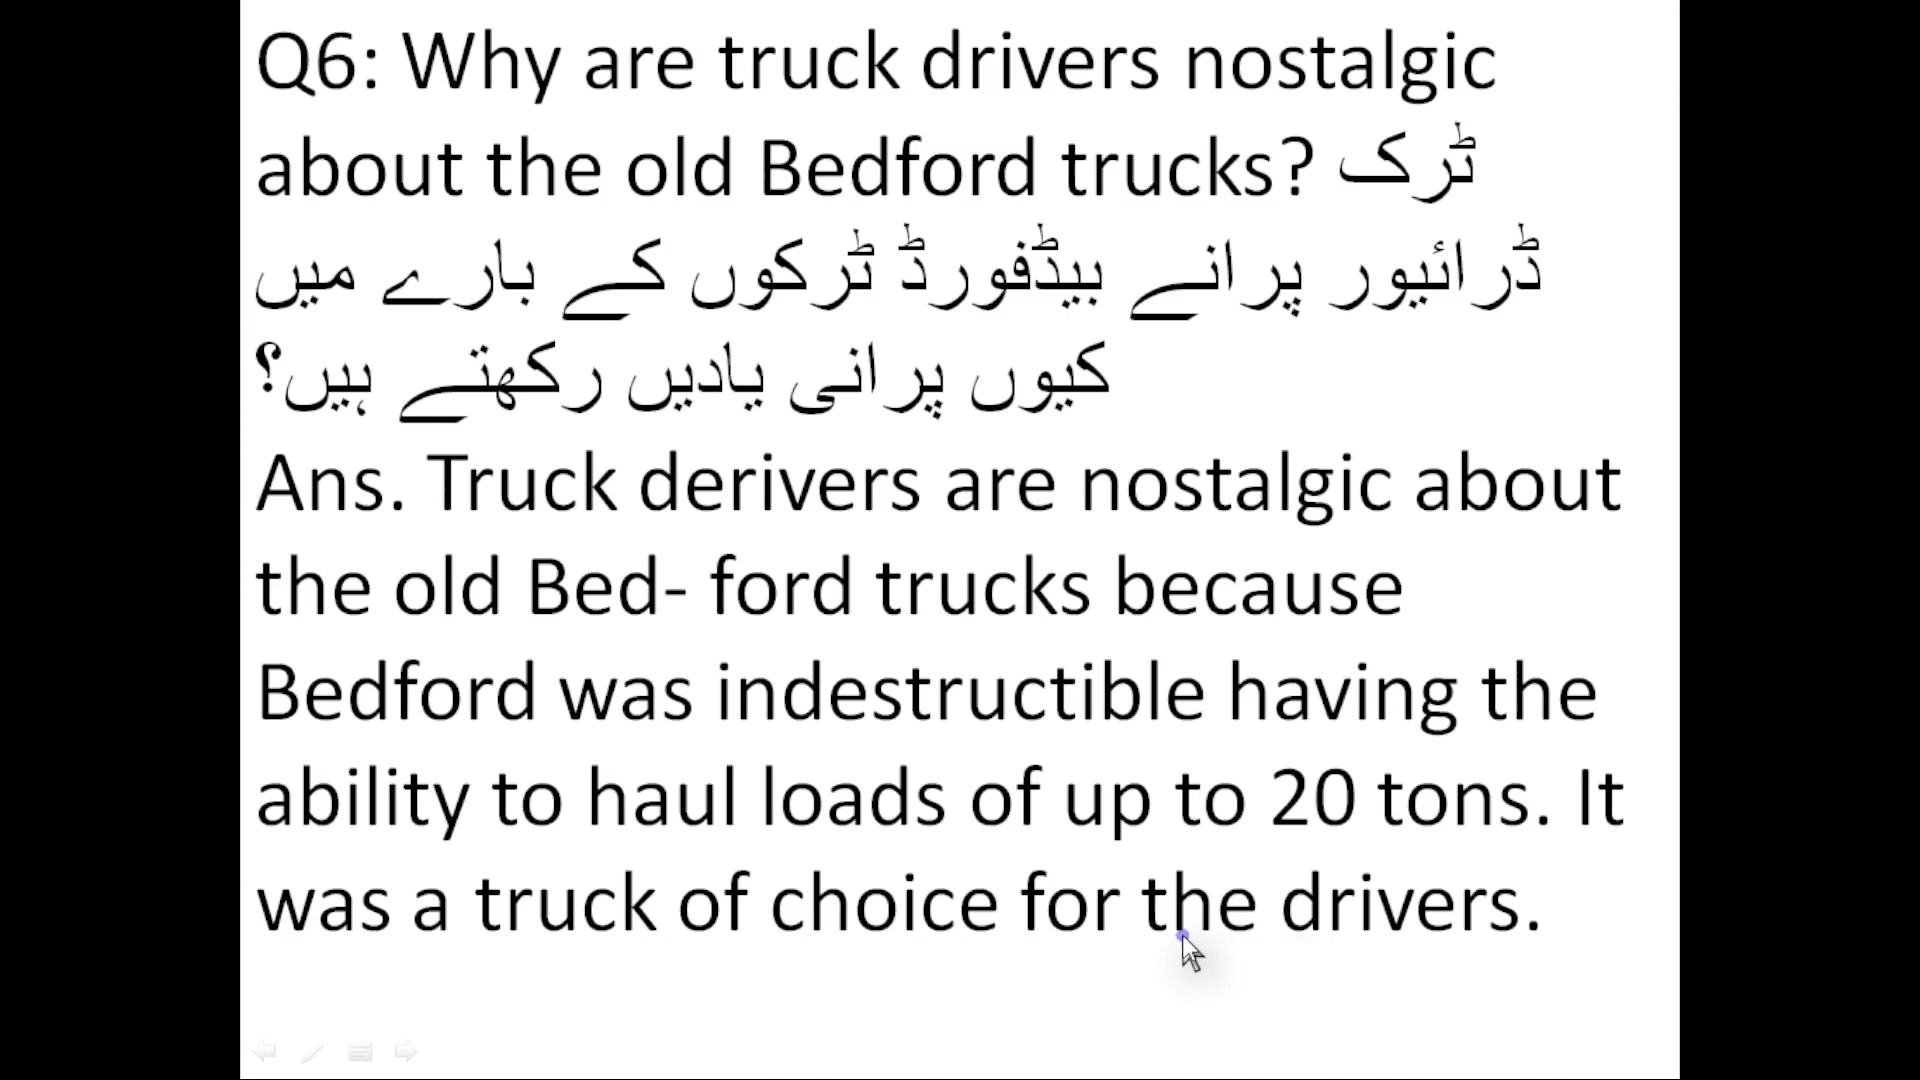 Q6: Why are truck drivers nostalgic
about the old Bedford trucks? ٹرک
ڈرائیور پرانے بیڈفورڈ ٹرکوں کے بارے میں
کیوں پرانی یادیں رکھتے ہیں؟
Ans. Truck derivers are nostalgic about
the old Bed- ford trucks because
Bedford was indestructible having the
ability to haul loads of up to 20 tons. It
was a truck of choice for the drivers.